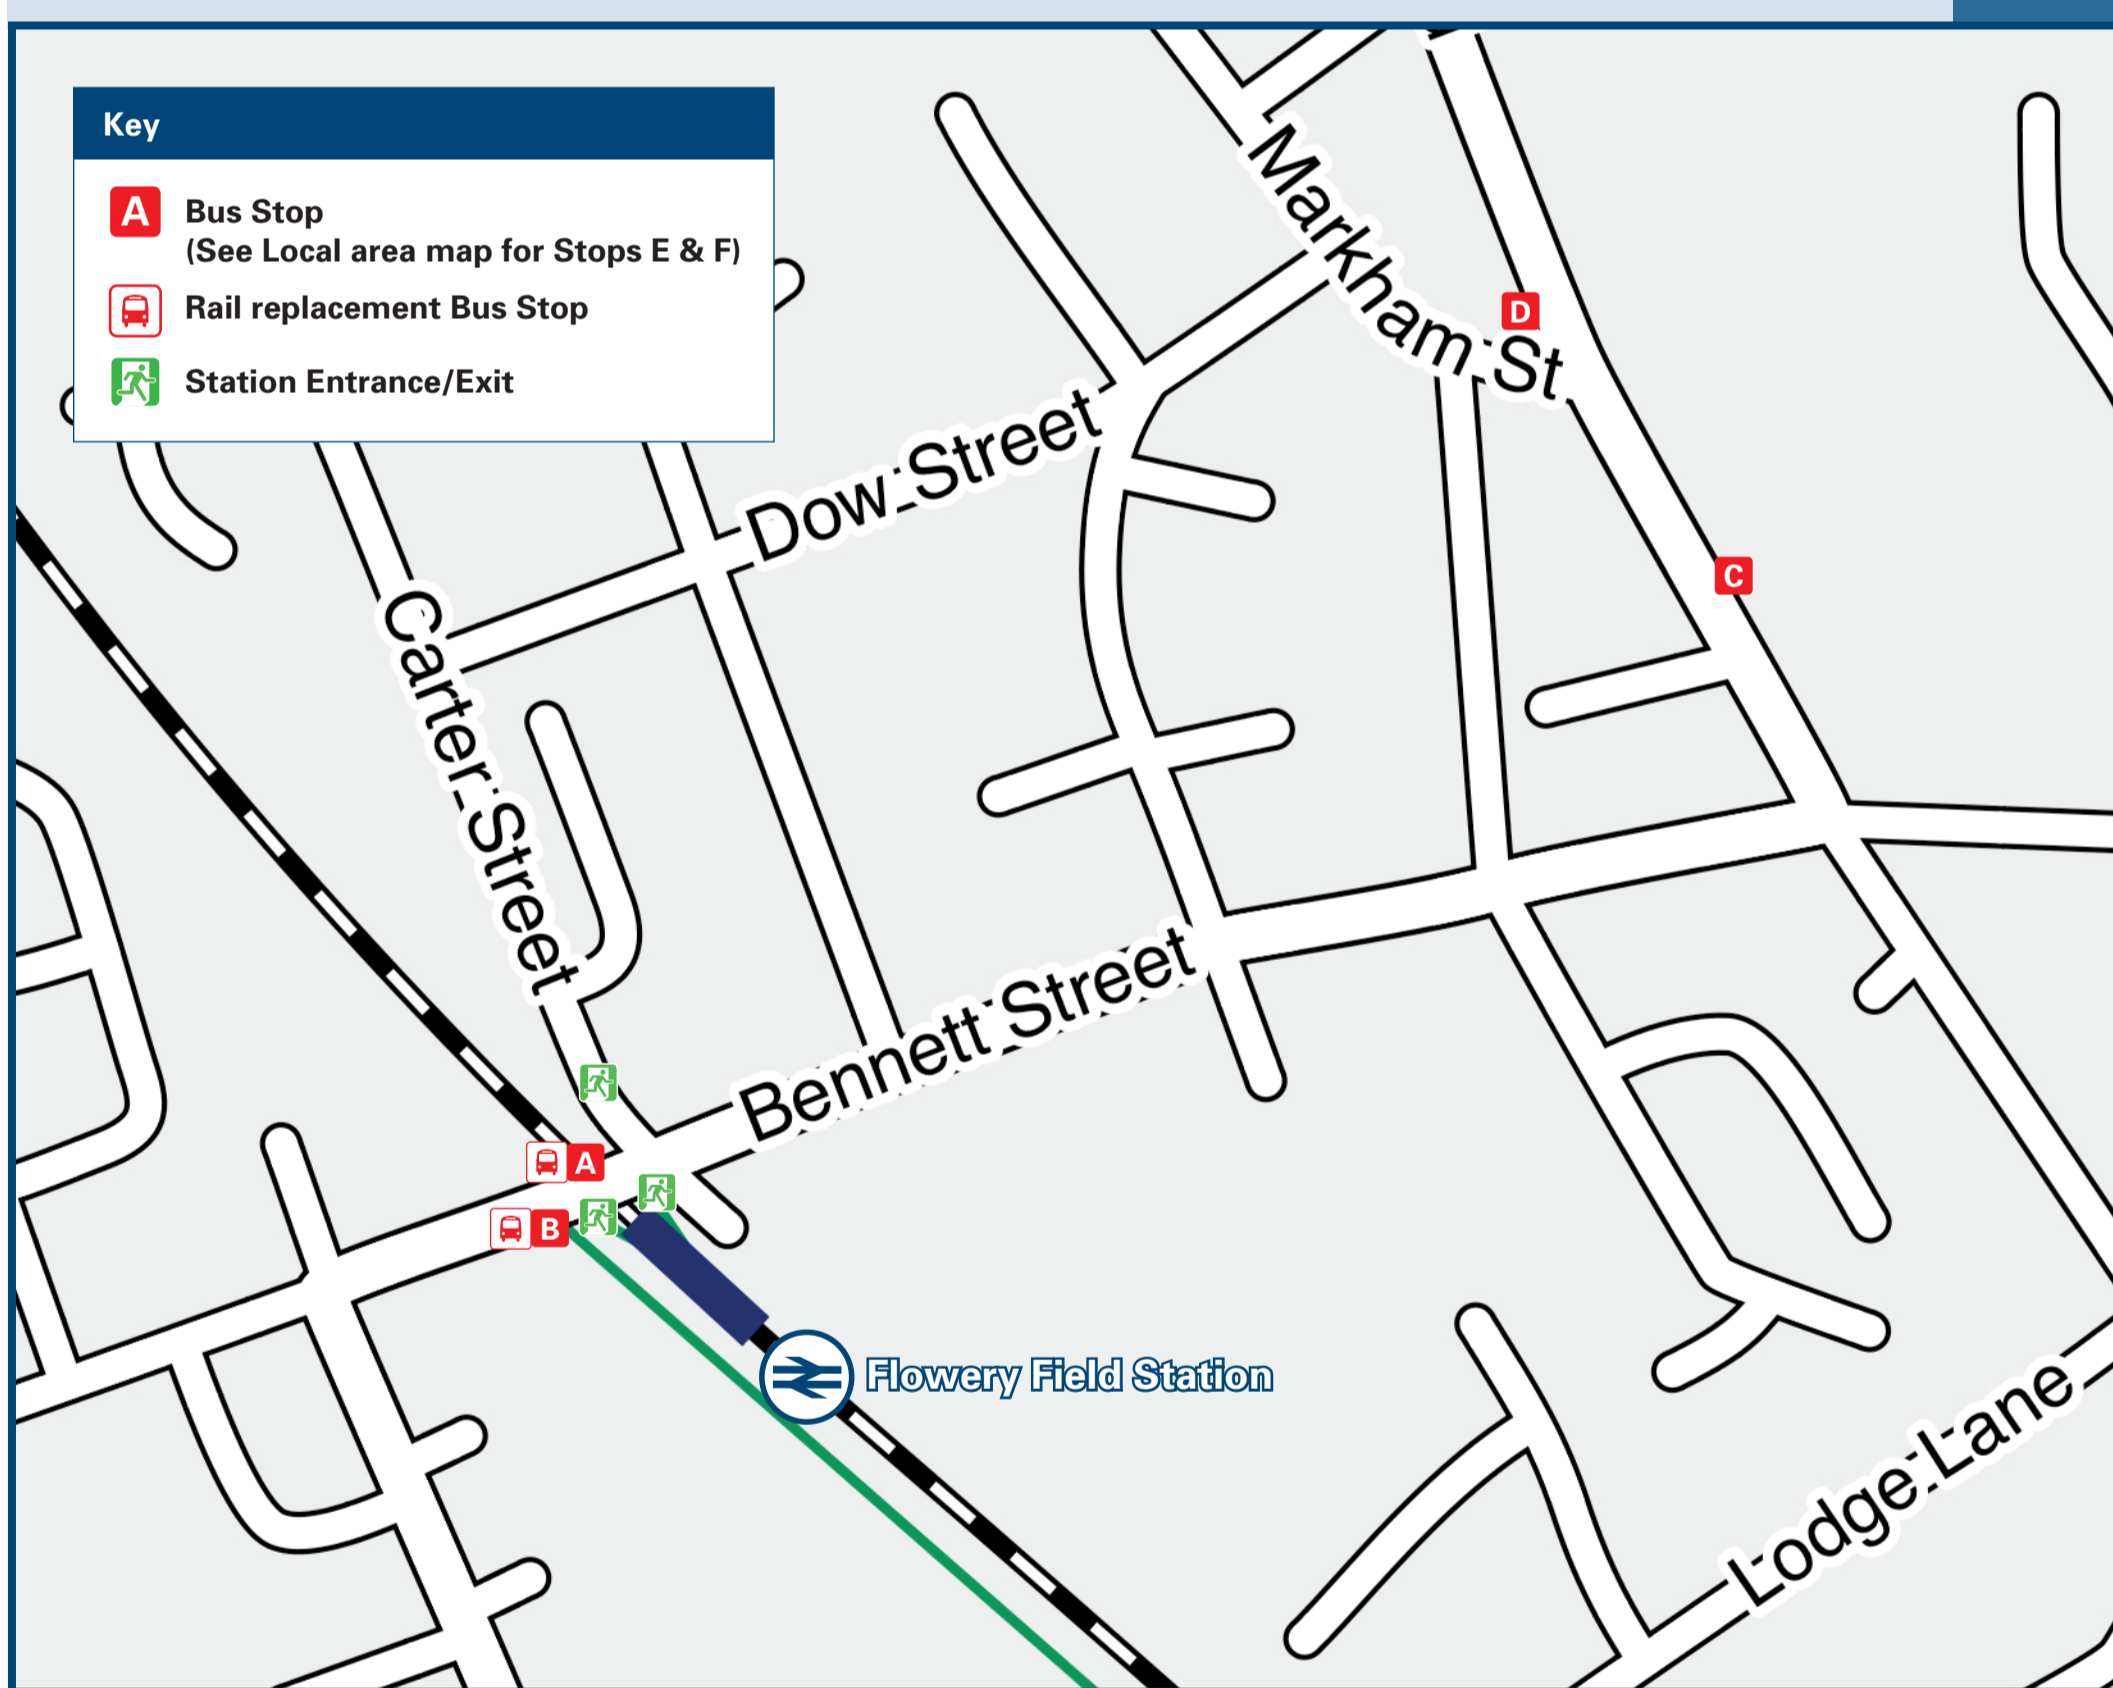 Key
A
Bus Stop
(See Local area map for Stops E & F)
Rail replacement Bus Stop
Station Entrance/Exit
Markham St
D
Dow Street
C
Carter Street
Bennett Street
A
B
Flowery Field Station
Lodge Lane